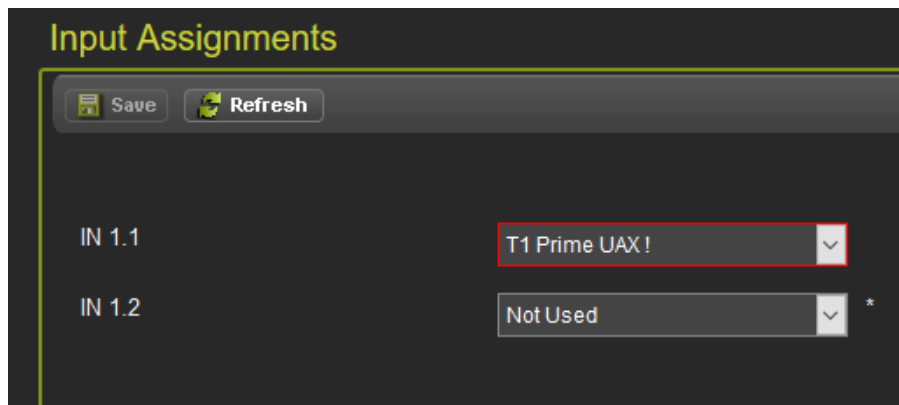 Input Assignments
Save Refresh
IN 1.1 T1 Prime UAX !
IN 1.2 Not Used *